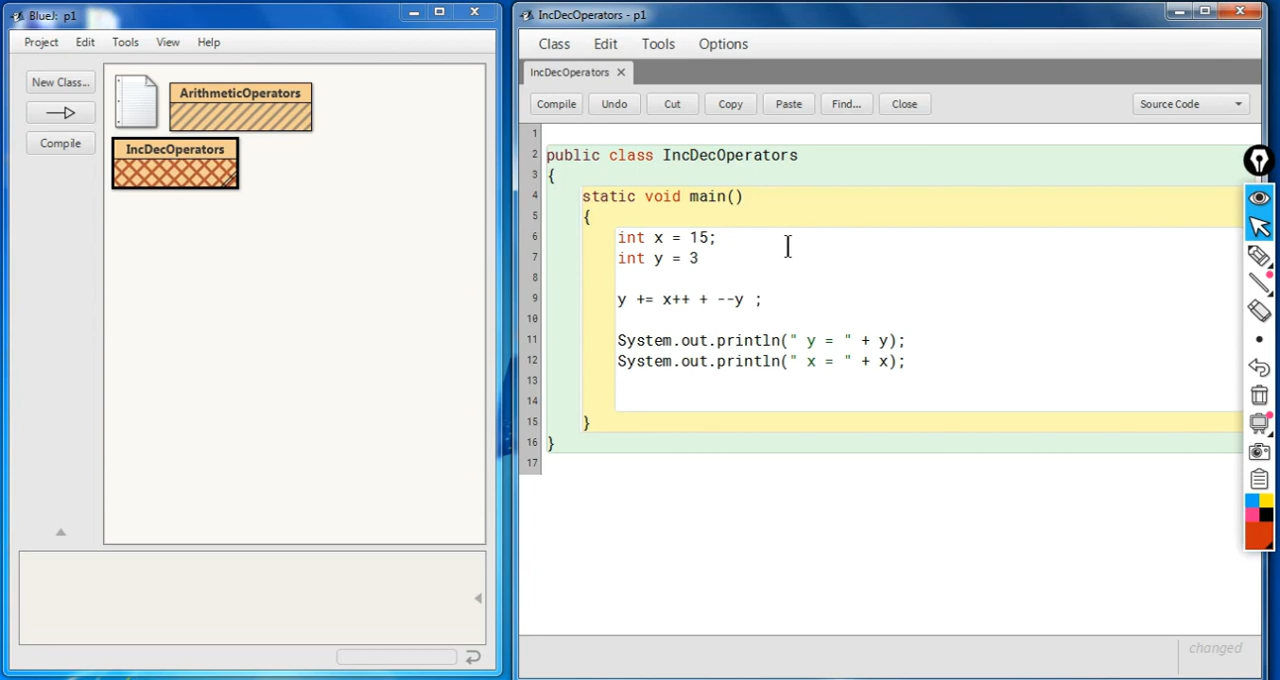 BlueJ: p1
Project Edit Tools View Help
New Class...
Compile
ArithmeticOperators
IncDecOperators
IncDecOperators - p1
Class Edit Tools Options
IncDecOperators
Compile Undo Cut Copy Paste Find... Close Source Code
1
2 public class IncDecOperators
3 {
4 static void main()
5 {
6 int x = 15;
7 int y = 3
8
9 y += x++ + --y ;
10
11 System.out.println(" y = " + y);
12 System.out.println(" x = " + x);
13
14
15 }
16 }
17
changed